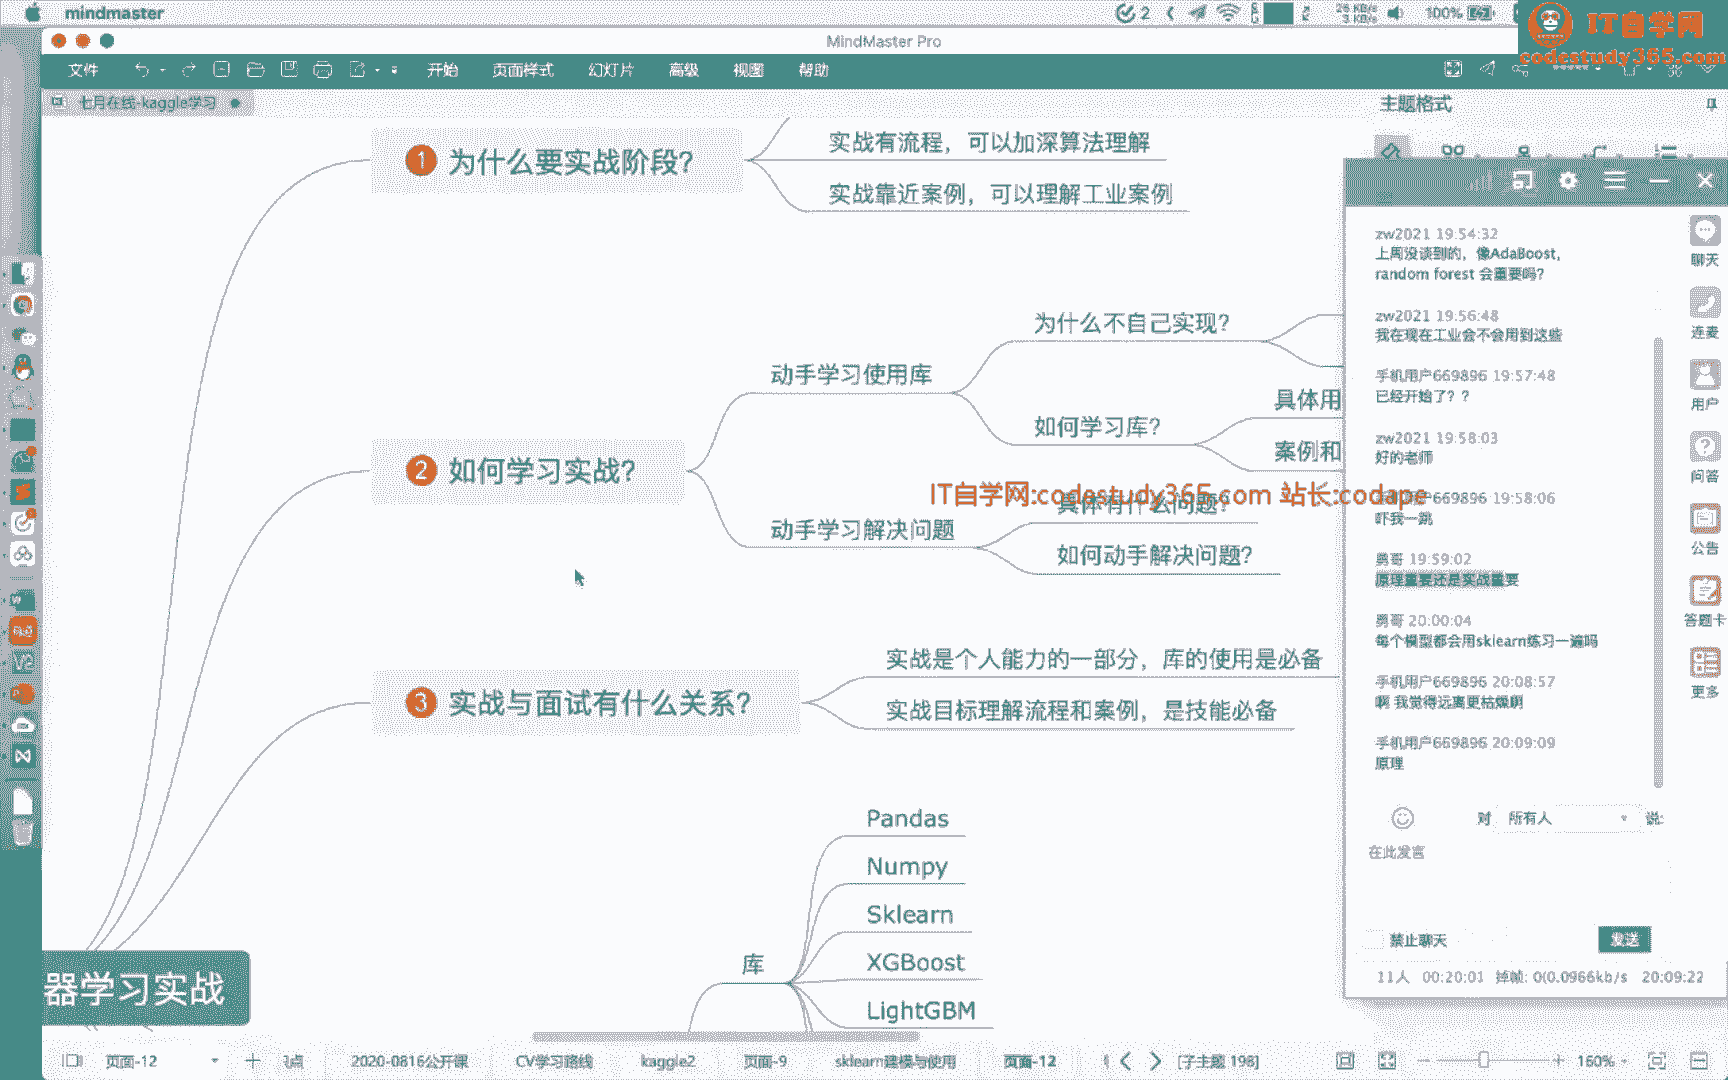 mindmaster
2
100%
IT自学网
codestudy365.com
MindMaster Pro
文件
开始
页面样式
幻灯片
高级
视图
帮助
七月在线-kaggle学习
主题格式
1 为什么要实战阶段?
实战有流程，可以加深算法理解
实战靠近案例，可以理解工业案例
2 如何学习实战?
动手学习使用库
为什么不自己实现?
如何学习库?
具体用
案例和
IT自学网:codestudy365.com 站长:codape
动手学习解决问题
具体有什么问题?
如何动手解决问题?
3 实战与面试有什么关系?
实战是个人能力的一部分，库的使用是必备
实战目标理解流程和案例，是技能必备
器学习实战
库
Pandas
Numpy
Sklearn
XGBoost
LightGBM
zw2021 19:54:32
上周没谈到的，像AdaBoost,
random forest 会重要吗?
zw2021 19:56:48
我在现在工业会不会用到这些
手机用户669896 19:57:48
已经开始了？？
zw2021 19:58:03
好的老师
669896 19:58:06
吓我一跳
勇哥 19:59:02
原理重要还是实战重要
勇哥 20:00:04
每个模型都会用sklearn练习一遍吗
手机用户669896 20:08:57
啊 我觉得远离更枯燥啊
手机用户669896 20:09:09
原理
对 所有人 说:
在此发言
禁止聊天
发送
11人 00:20:01 掉帧: 0(0.0966kb/s 20:09:22
聊天
连麦
用户
问答
公告
答题卡
更多
页面-12
2020-0816公开课
CV学习路线
kaggle2
页面-9
sklearn建模与使用
页面-12
[子主题 198]
160%